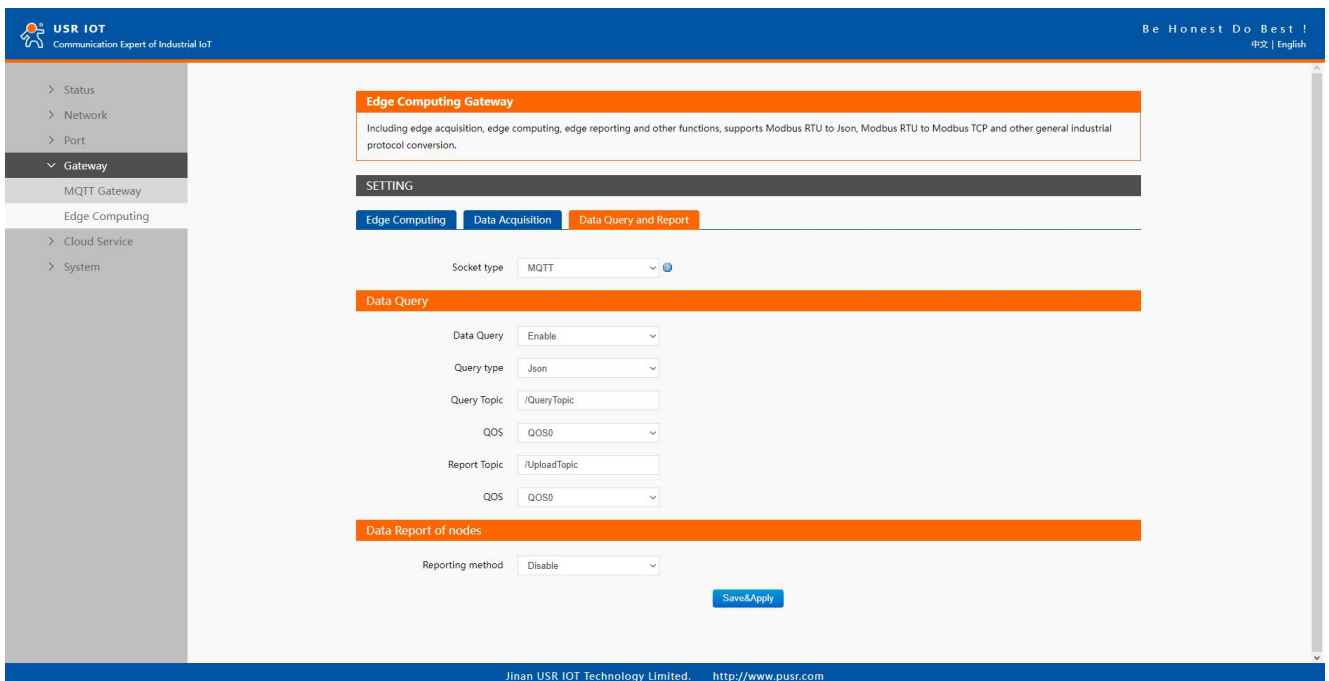 USR IOT
Communication Expert of Industrial IoT
Be Honest Do Best !
中文 | English
Status
Network
Port
Gateway
MQTT Gateway
Edge Computing
Cloud Service
System
Edge Computing Gateway
Including edge acquisition, edge computing, edge reporting and other functions, supports Modbus RTU to Json, Modbus RTU to Modbus TCP and other general industrial
protocol conversion.
SETTING
Edge Computing Data Acquisition Data Query and Report
Socket type MQTT
Data Query
Data Query Enable
Query type Json
Query Topic /QueryTopic
QOS QOS0
Report Topic /UploadTopic
QOS QOS0
Data Report of nodes
Reporting method Disable
Save&Apply
Jinan USR IOT Technology Limited. http://www.pusr.com